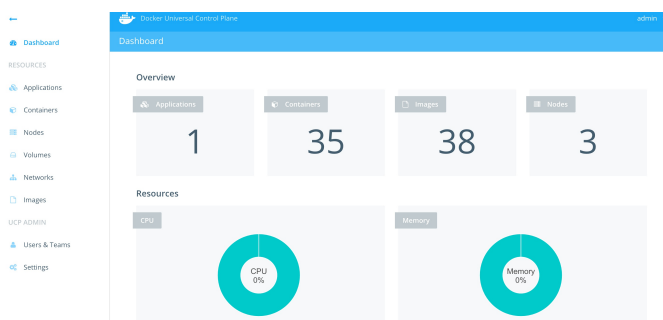 Docker Universal Control Plane
admin
Dashboard
Dashboard
RESOURCES
Applications
Containers
Nodes
Volumes
Networks
Images
UCP ADMIN
Users & Teams
Settings
Overview
Applications
1
Containers
35
Images
38
Nodes
3
Resources
CPU
CPU
0%
Memory
Memory
0%